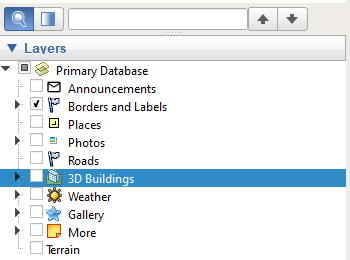 Layers
Primary Database
Announcements
Borders and Labels
Places
Photos
Roads
3D Buildings
Weather
Gallery
More
Terrain